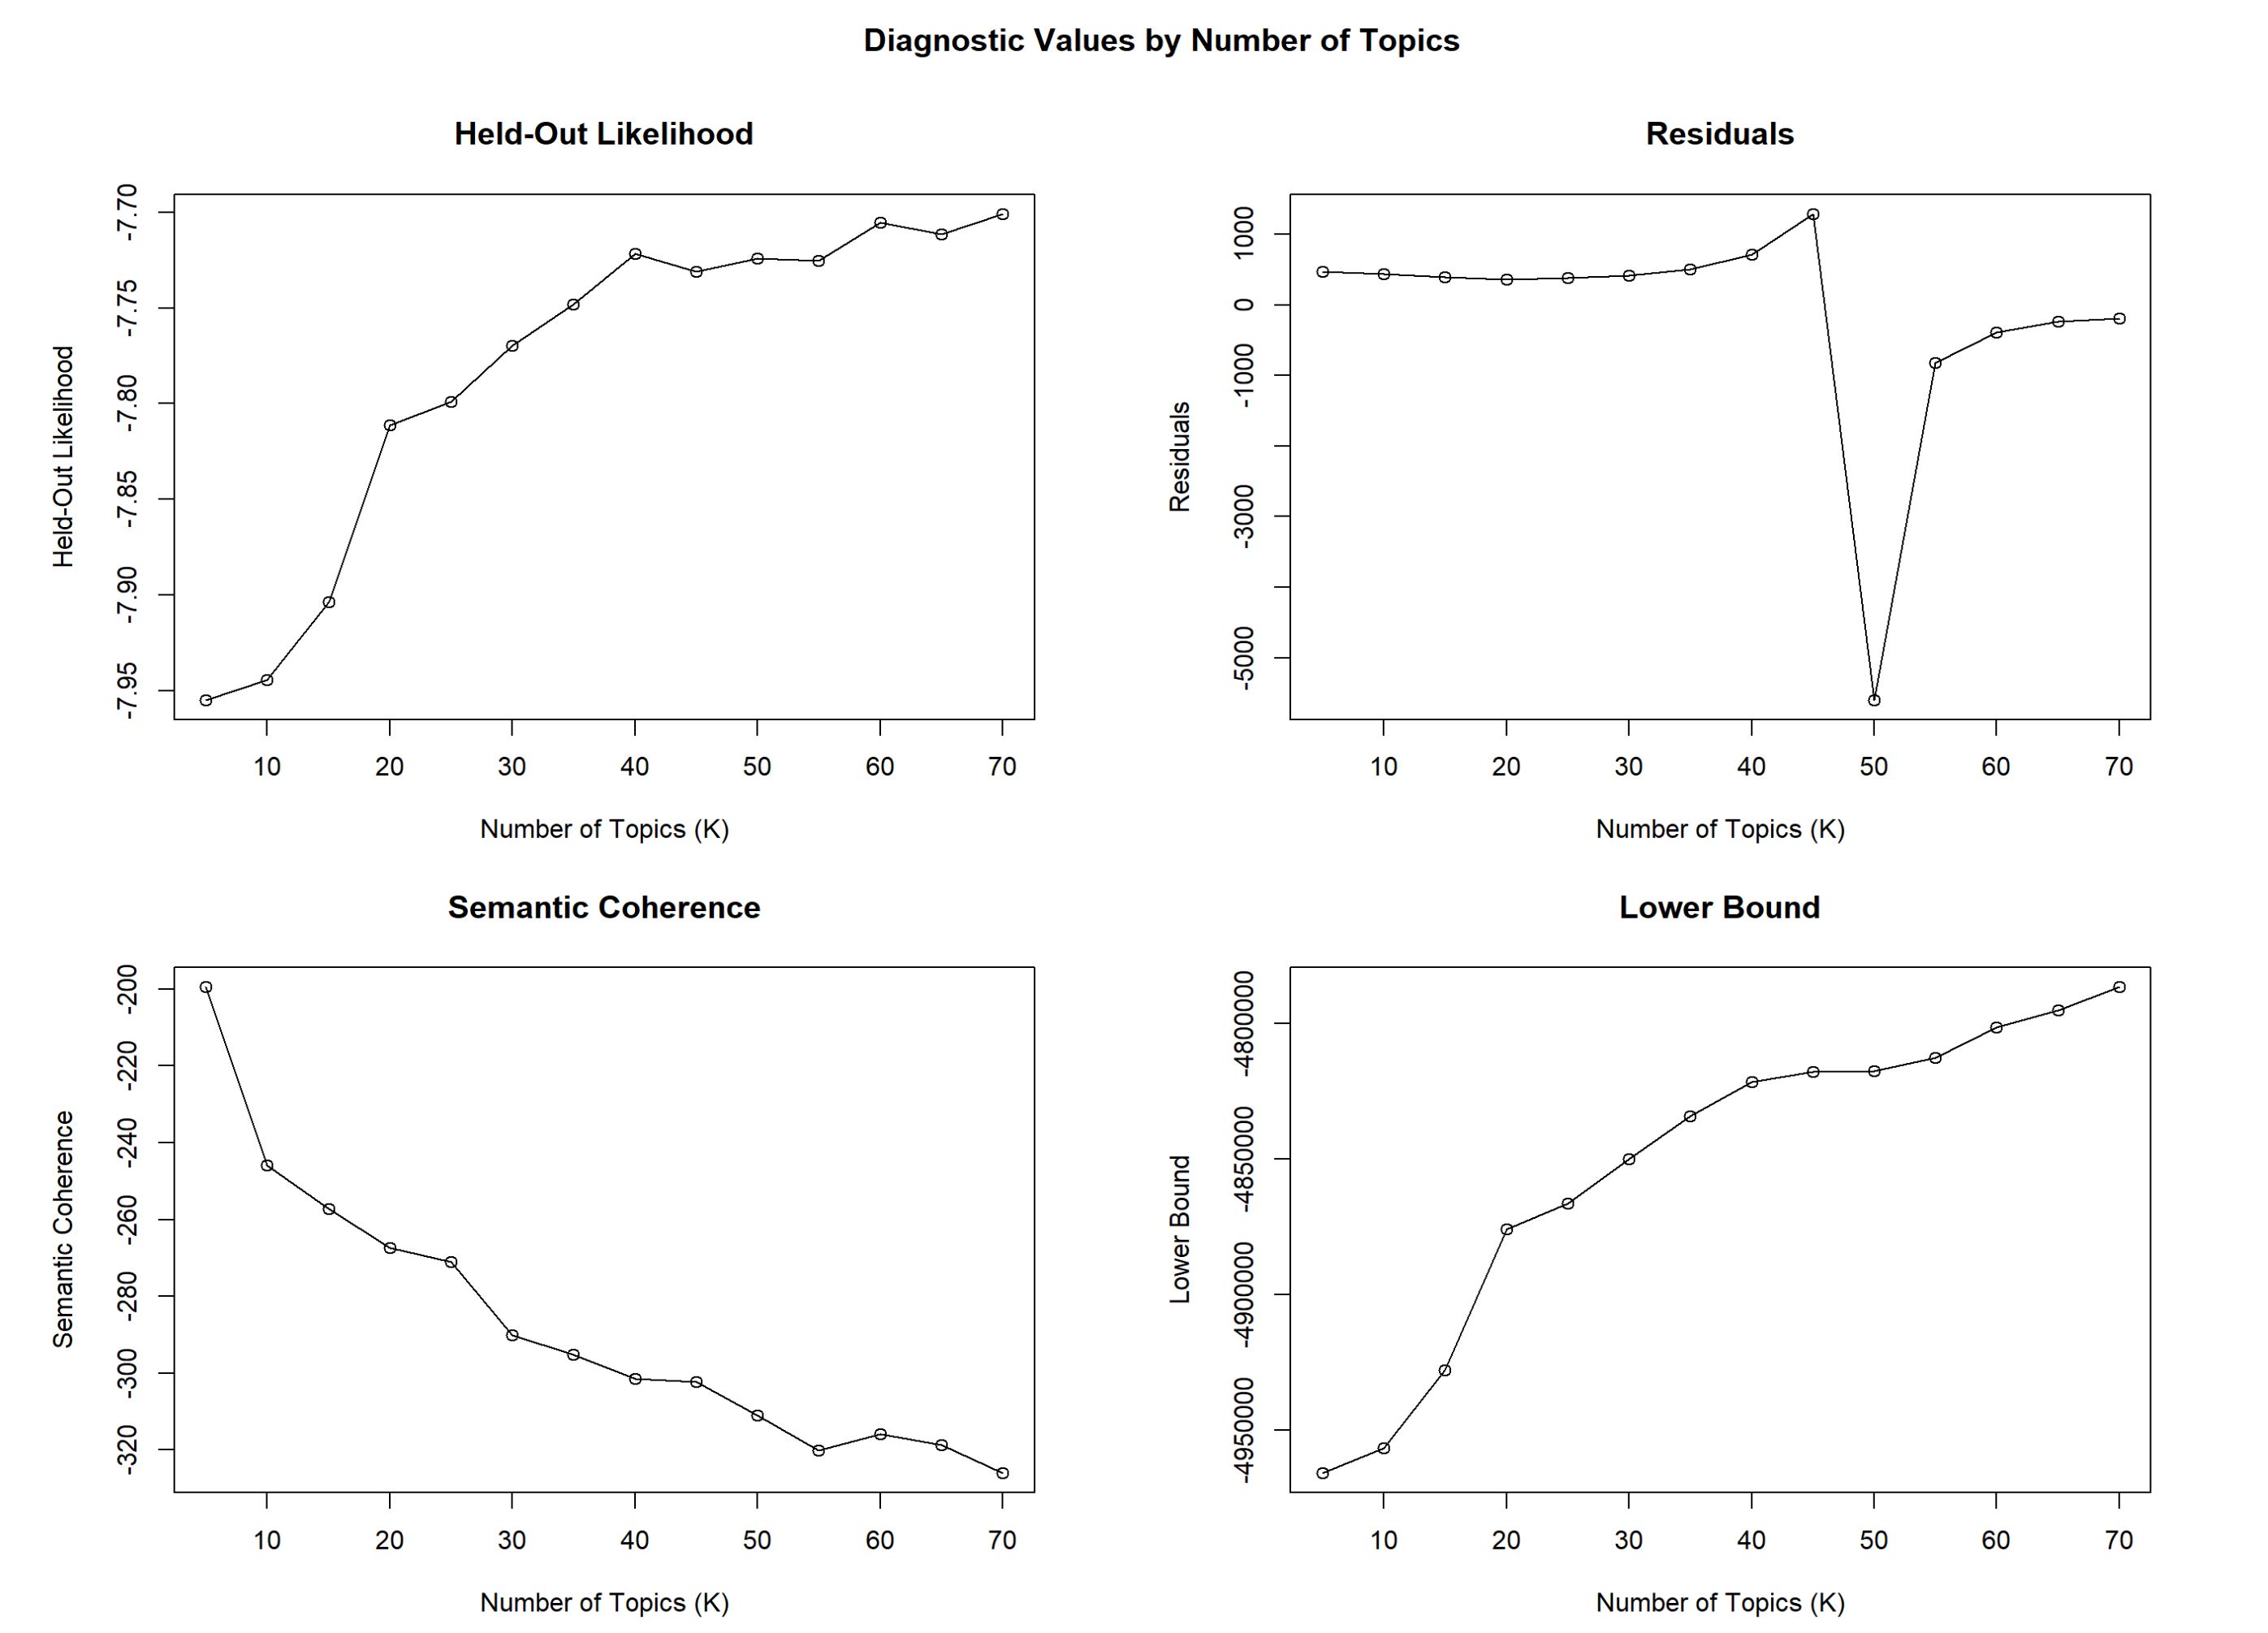 Diagnostic Values by Number of Topics
Held-Out Likelihood
Held-Out Likelihood
-7.70
-7.75
-7.80
-7.85
-7.90
-7.95
10 20 30 40 50 60 70
Number of Topics (K)
Residuals
Residuals
1000
0
-1000
-3000
-5000
10 20 30 40 50 60 70
Number of Topics (K)
Semantic Coherence
Semantic Coherence
-200
-220
-240
-260
-280
-300
-320
10 20 30 40 50 60 70
Number of Topics (K)
Lower Bound
Lower Bound
-4800000
-4850000
-4900000
-4950000
10 20 30 40 50 60 70
Number of Topics (K)